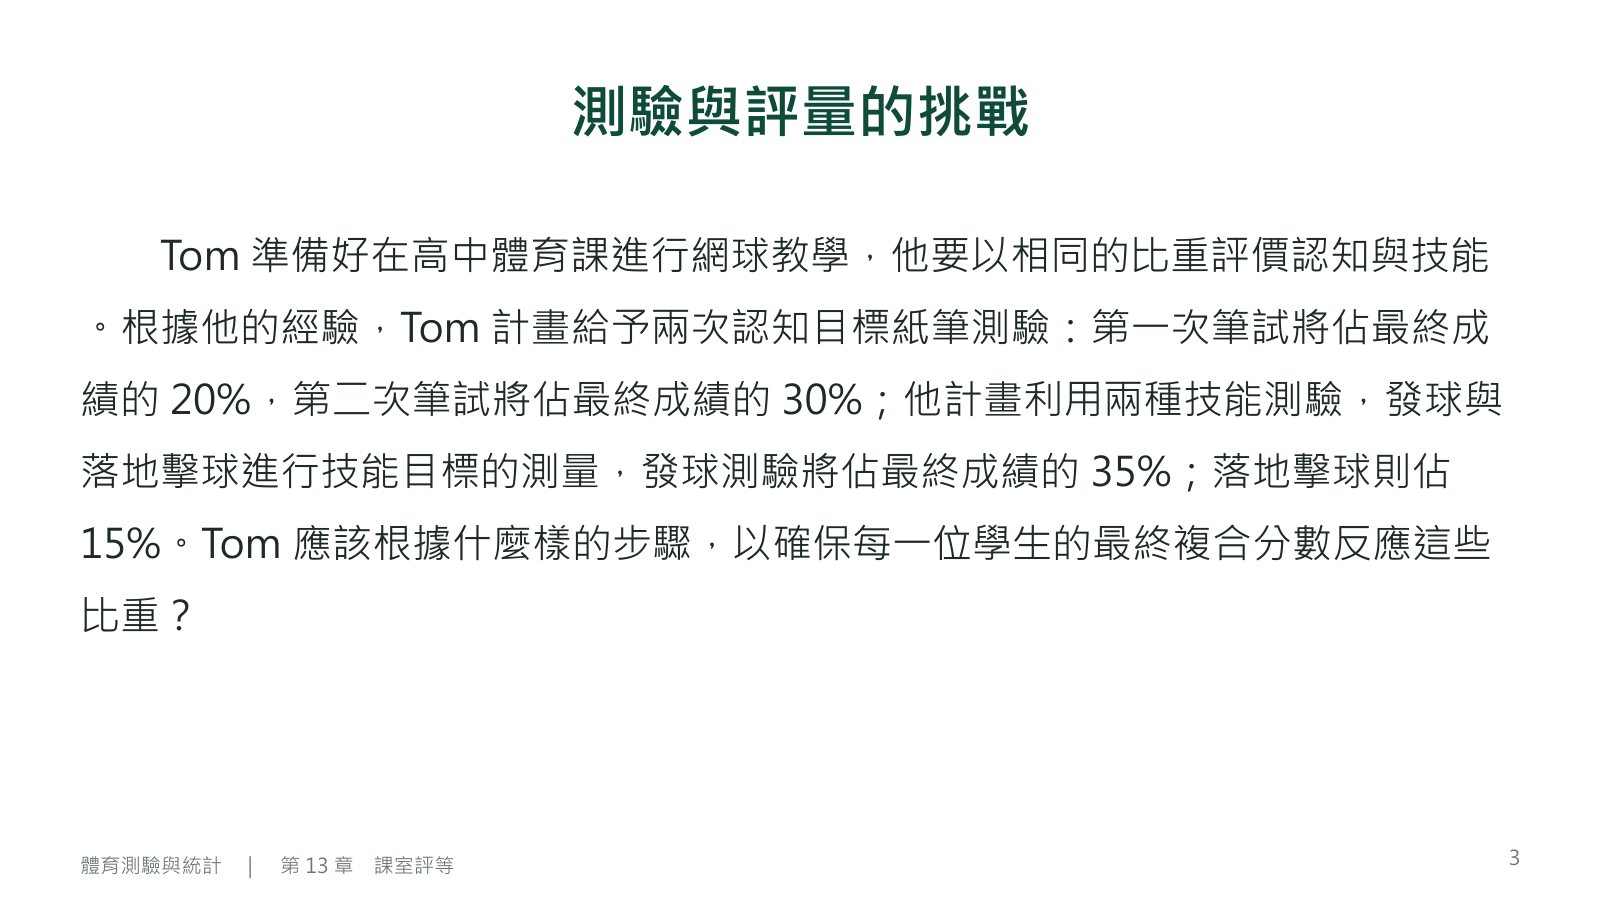 測驗與評量的挑戰
Tom 準備好在高中體育課進行網球教學，他要以相同的比重評價認知與技能
。根據他的經驗，Tom 計畫給予兩次認知目標紙筆測驗：第一次筆試將佔最終成
績的 20%，第二次筆試將佔最終成績的 30%；他計畫利用兩種技能測驗，發球與
落地擊球進行技能目標的測量，發球測驗將佔最終成績的 35%；落地擊球則佔
15%。Tom 應該根據什麼樣的步驟，以確保每一位學生的最終複合分數反應這些
比重？
體育測驗與統計　|　第 13 章　課室評等
3